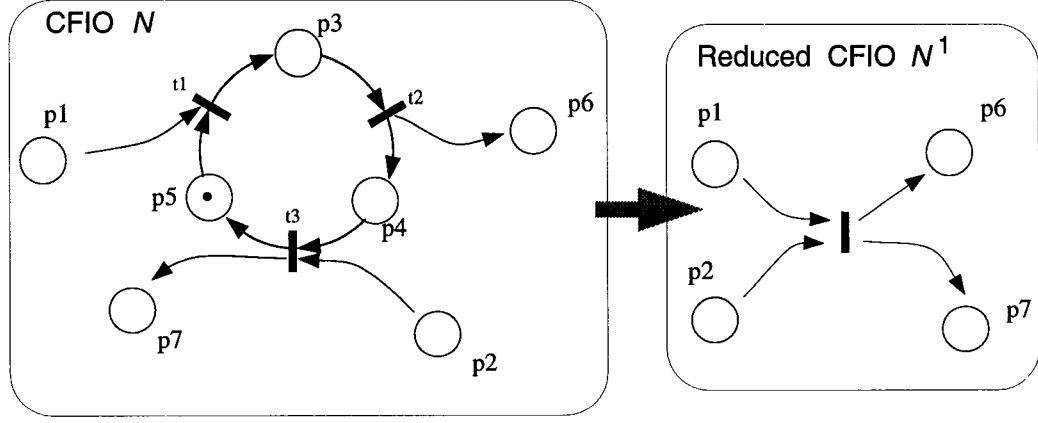 CFIO N
p3
t1
t2
p1
p6
p5
p4
t3
p7
p2
Reduced CFIO N¹
p1
p6
p2
p7